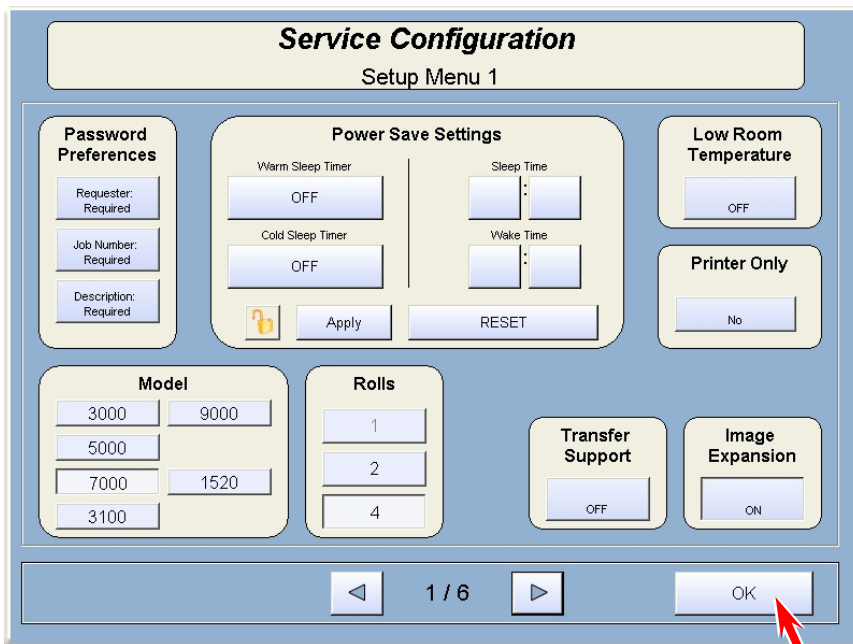 Service Configuration
Setup Menu 1
Password
Preferences
Requester:
Required
Job Number:
Required
Description:
Required
Power Save Settings
Warm Sleep Timer
OFF
Cold Sleep Timer
OFF
Sleep Time
:
Wake Time
:
Apply
RESET
Low Room
Temperature
OFF
Printer Only
No
Model
3000
9000
5000
7000
1520
3100
Rolls
1
2
4
Transfer
Support
OFF
Image
Expansion
ON
1 / 6
OK